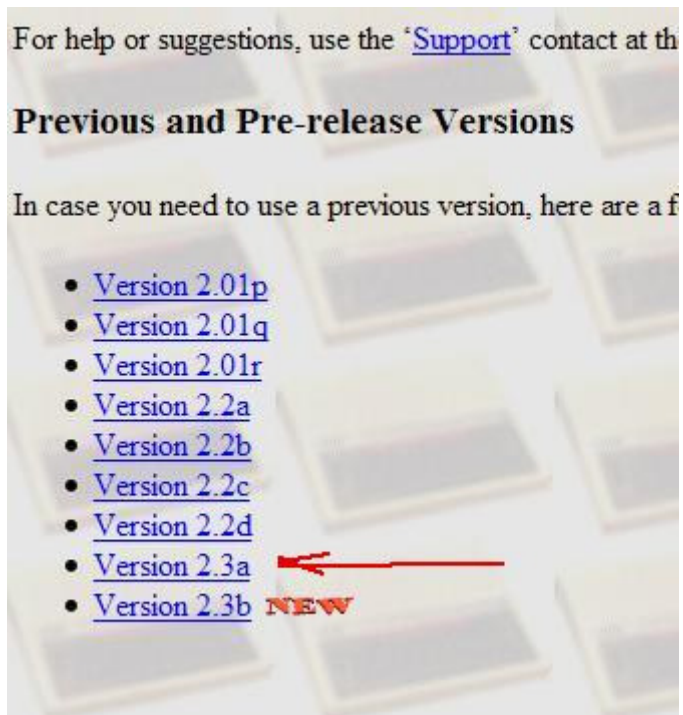 For help or suggestions, use the ‘Support’ contact at th
Previous and Pre-release Versions
In case you need to use a previous version, here are a f
Version 2.01p
Version 2.01q
Version 2.01r
Version 2.2a
Version 2.2b
Version 2.2c
Version 2.2d
Version 2.3a
Version 2.3b NEW